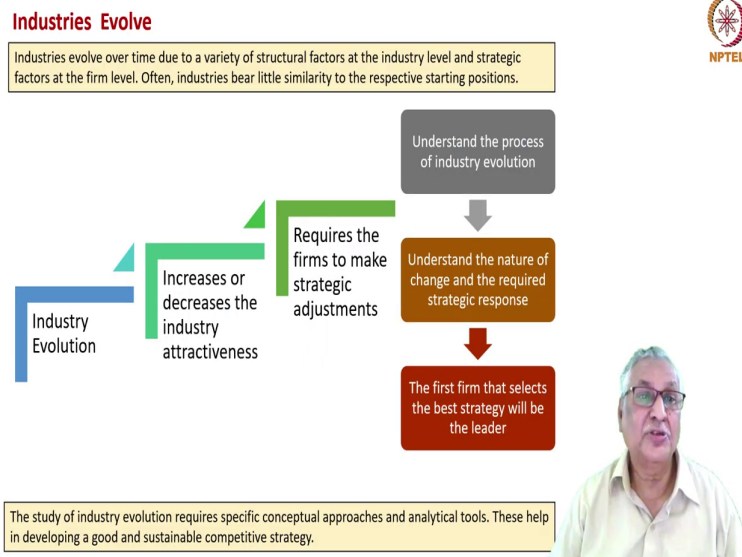 Industries Evolve
NPTEL
Industries evolve over time due to a variety of structural factors at the industry level and strategic
factors at the firm level. Often, industries bear little similarity to the respective starting positions.
Industry
Evolution
Increases or
decreases the
industry
attractiveness
Requires the
firms to make
strategic
adjustments
Understand the process
of industry evolution
Understand the nature of
change and the required
strategic response
The first firm that selects
the best strategy will be
the leader
The study of industry evolution requires specific conceptual approaches and analytical tools. These help
in developing a good and sustainable competitive strategy.